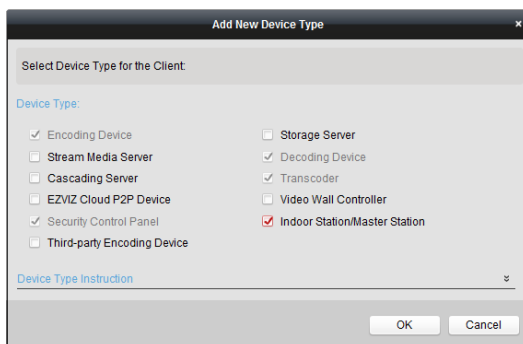 Add New Device Type
Select Device Type for the Client:
Device Type:
Encoding Device
Storage Server
Stream Media Server
Decoding Device
Cascading Server
Transcoder
EZVIZ Cloud P2P Device
Video Wall Controller
Security Control Panel
Indoor Station/Master Station
Third-party Encoding Device
Device Type Instruction
OK
Cancel